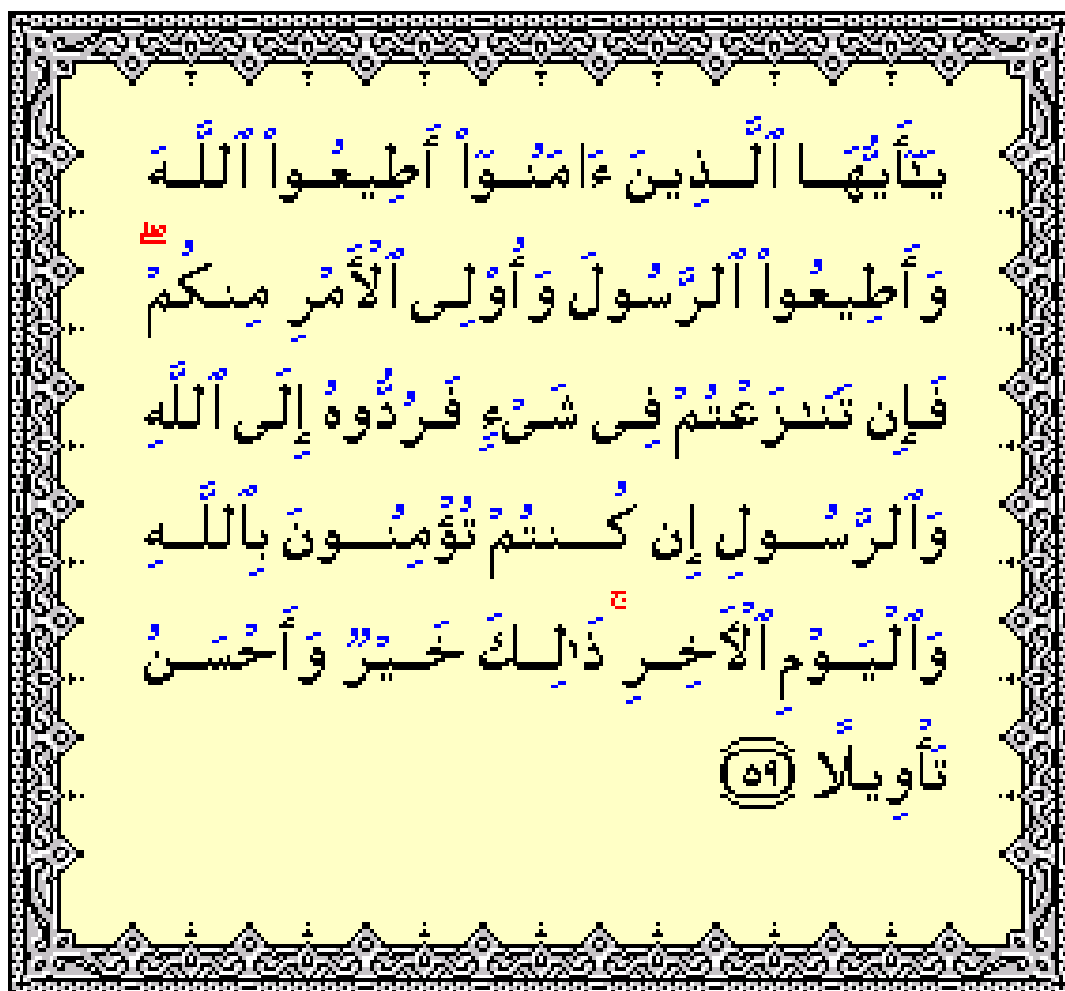 يَـٰٓأَيُّهَا ٱلَّذِينَ ءَامَنُوٓا۟ أَطِيعُوا۟ ٱللَّهَ
وَأَطِيعُوا۟ ٱلرَّسُولَ وَأُو۟لِى ٱلْأَمْرِ مِنكُمْ ۖ
فَإِن تَنَـٰزَعْتُمْ فِى شَىْءٍ فَرُدُّوهُ إِلَى ٱللَّهِ
وَٱلرَّسُولِ إِن كُنتُمْ تُؤْمِنُونَ بِٱللَّهِ
وَٱلْيَوْمِ ٱلْـَٔاخِرِ ۚ ذَٰلِكَ خَيْرٌ وَأَحْسَنُ
تَأْوِيلًا ٥٩